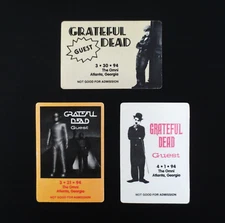 GRATEFUL
DEAD
GUEST
3 • 30 • 94
The Omni
Atlanta, Georgia
NOT GOOD FOR ADMISSION
GRATEFUL
DEAD
Guest
3 • 31 • 94
The Omni
Atlanta, Georgia
NOT GOOD FOR ADMISSION
GRATEFUL
DEAD
Guest
4 • 1 • 94
The Omni
Atlanta, Georgia
NOT GOOD FOR ADMISSION